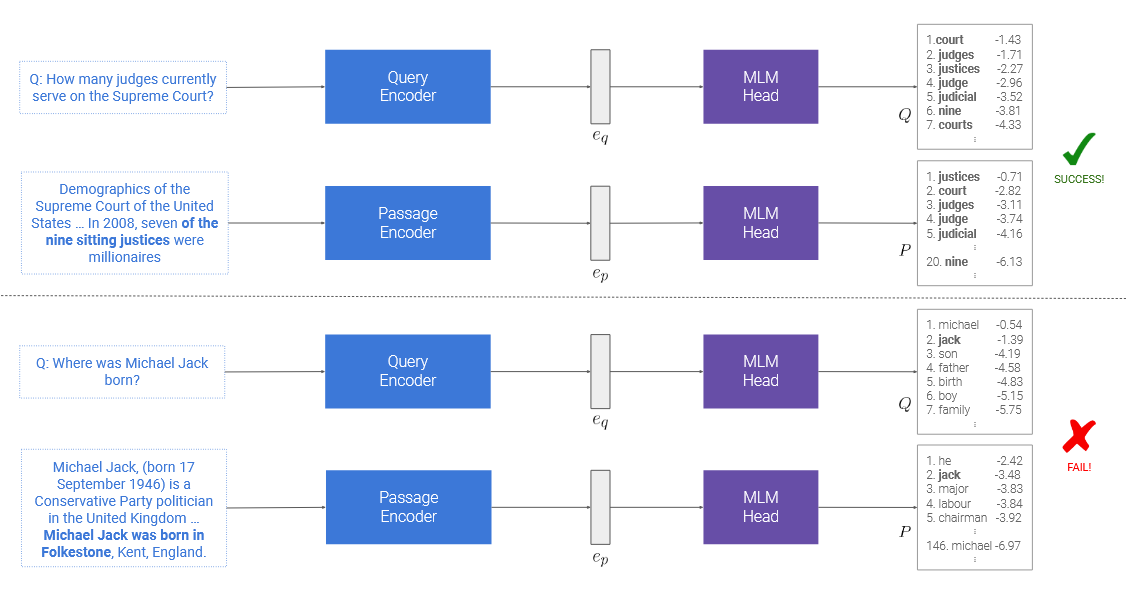 Q: How many judges currently
serve on the Supreme Court?
Query
Encoder
eq
MLM
Head
Q
1.court -1.43
2. judges -1.71
3. justices -2.27
4. judge -2.96
5. judicial -3.52
6. nine -3.81
7. courts -4.33
⋮
Demographics of the
Supreme Court of the United
States ... In 2008, seven of the
nine sitting justices were
millionaires
Passage
Encoder
ep
MLM
Head
P
1. justices -0.71
2. court -2.82
3. judges -3.11
4. judge -3.74
5. judicial -4.16
⋮
20. nine -6.13
⋮
SUCCESS!
Q: Where was Michael Jack
born?
Query
Encoder
eq
MLM
Head
Q
1. michael -0.54
2. jack -1.39
3. son -4.19
4. father -4.58
5. birth -4.83
6. boy -5.15
7. family -5.75
⋮
Michael Jack, (born 17
September 1946) is a
Conservative Party politician
in the United Kingdom ...
Michael Jack was born in
Folkestone, Kent, England.
Passage
Encoder
ep
MLM
Head
P
1. he -2.42
2. jack -3.48
3. major -3.83
4. labour -3.84
5. chairman -3.92
⋮
146. michael -6.97
⋮
FAIL!